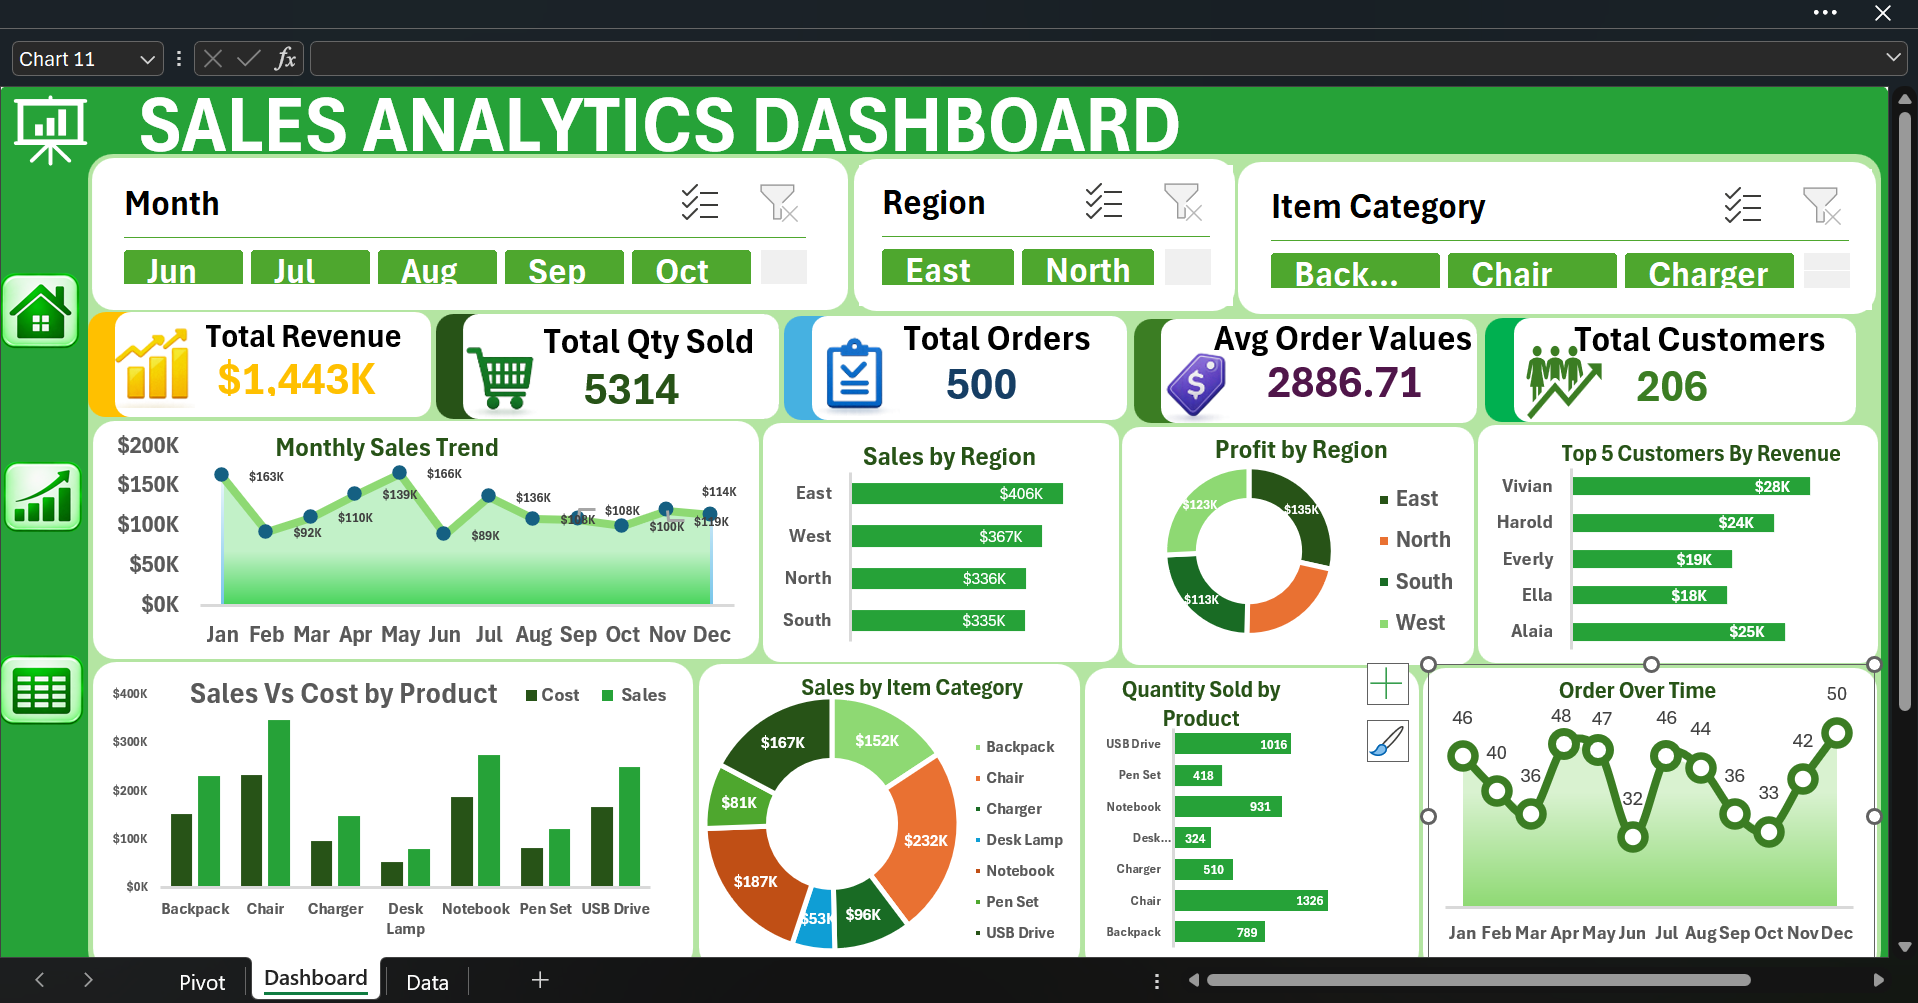 Chart 11
fx
SALES ANALYTICS DASHBOARD
Month
Jun Jul Aug Sep Oct
Region
East North
Item Category
Back... Chair Charger
Total Revenue
$1,443K
Total Qty Sold
5314
Total Orders
500
Avg Order Values
2886.71
Total Customers
206
Monthly Sales Trend
$200K
$150K
$100K
$50K
$0K
$163K
$92K
$110K
$139K
$166K
$89K
$136K
$108K
$108K
$100K
$119K
$114K
Jan Feb Mar Apr May Jun Jul Aug Sep Oct Nov Dec
Sales by Region
East $406K
West $367K
North $336K
South $335K
Profit by Region
$123K
$135K
$113K
East
North
South
West
Top 5 Customers By Revenue
Vivian $28K
Harold $24K
Everly $19K
Ella $18K
Alaia $25K
Sales Vs Cost by Product
Cost Sales
$400K
$300K
$200K
$100K
$0K
Backpack Chair Charger Desk Lamp Notebook Pen Set USB Drive
Sales by Item Category
$167K
$152K
$81K
$232K
$187K
$53K
$96K
Backpack
Chair
Charger
Desk Lamp
Notebook
Pen Set
USB Drive
Quantity Sold by
Product
USB Drive 1016
Pen Set 418
Notebook 931
Desk... 324
Charger 510
Chair 1326
Backpack 789
Order Over Time
46 40 36 48 47 32 46 44 36 33 42 50
Jan Feb Mar Apr May Jun Jul Aug Sep Oct Nov Dec
Pivot Dashboard Data